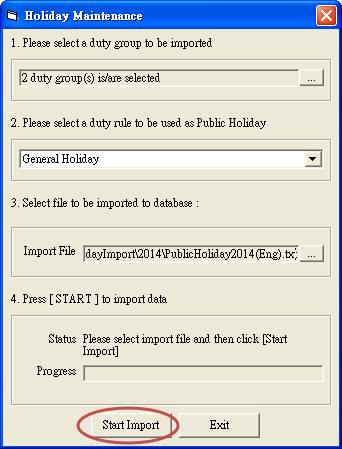 Holiday Maintenance
1. Please select a duty group to be imported
2 duty group(s) is/are selected
...
2. Please select a duty rule to be used as Public Holiday
General Holiday
3. Select file to be imported to database :
Import File
dayImport\2014\PublicHoliday2014(Eng).tx
...
4. Press [ START ] to import data
Status
Please select import file and then click [Start
Import]
Progress
Start Import
Exit